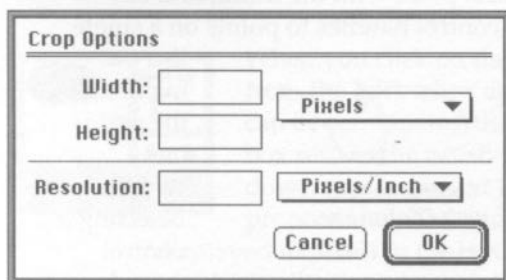 Crop Options
Width:
Pixels
Height:
Resolution:
Pixels/Inch
Cancel
OK